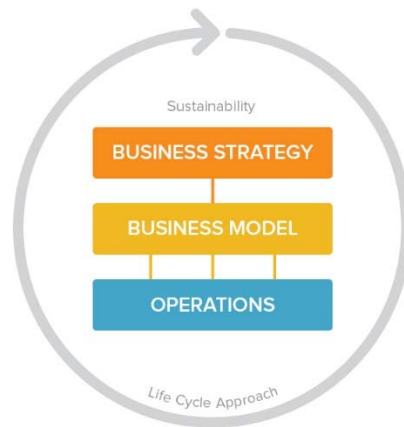 Sustainability
BUSINESS STRATEGY
BUSINESS MODEL
OPERATIONS
Life Cycle Approach